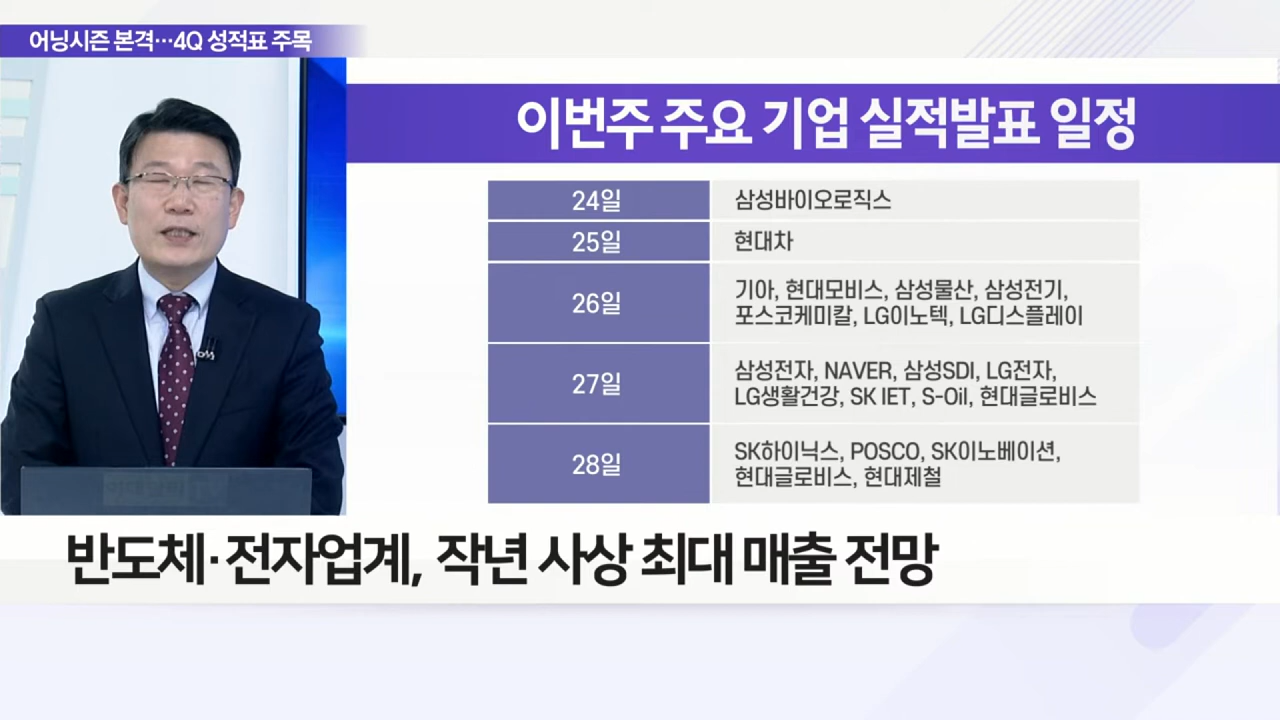 어닝시즌 본격…4Q 성적표 주목
이번주 주요 기업 실적발표 일정
24일 삼성바이오로직스
25일 현대차
26일 기아, 현대모비스, 삼성물산, 삼성전기,
포스코케미칼, LG이노텍, LG디스플레이
27일 삼성전자, NAVER, 삼성SDI, LG전자,
LG생활건강, SK IET, S-Oil, 현대글로비스
28일 SK하이닉스, POSCO, SK이노베이션,
현대글로비스, 현대제철
반도체·전자업계, 작년 사상 최대 매출 전망